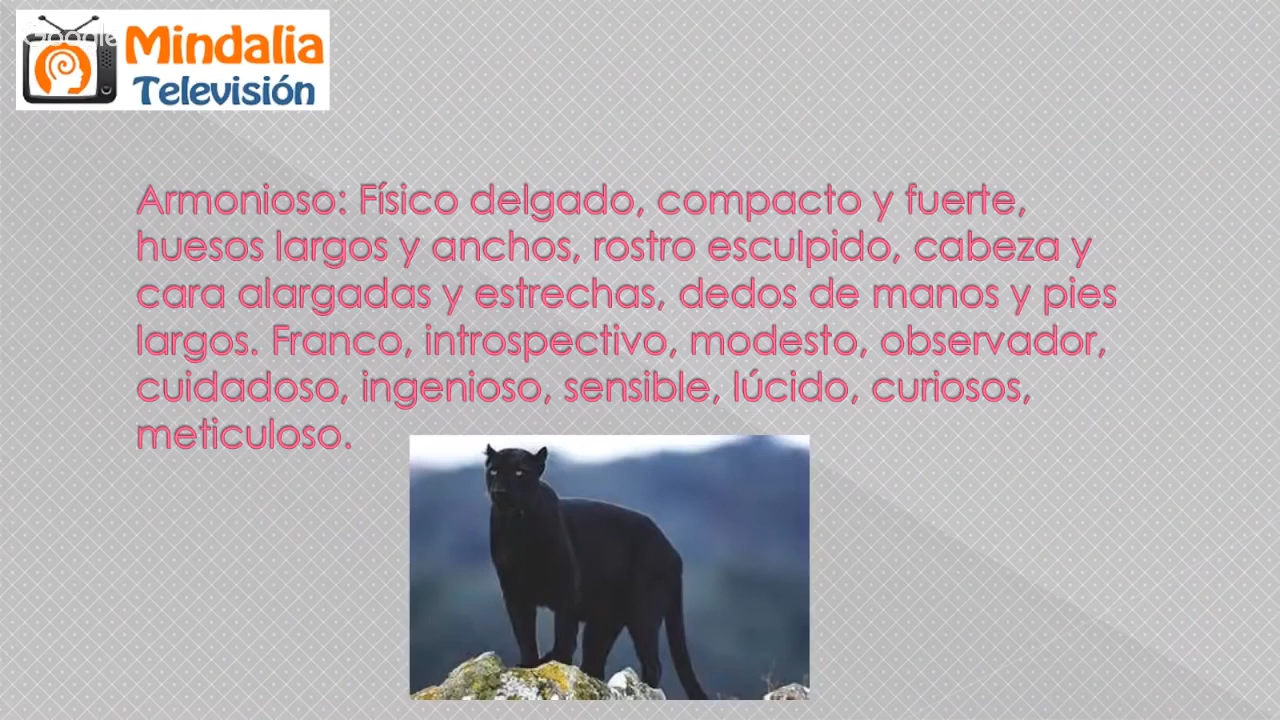 Google
Mindalia
Televisión
Armonioso: Físico delgado, compacto y fuerte,
huesos largos y anchos, rostro esculpido, cabeza y
cara alargadas y estrechas, dedos de manos y pies
largos. Franco, introspectivo, modesto, observador,
cuidadoso, ingenioso, sensible, lúcido, curiosos,
meticuloso.